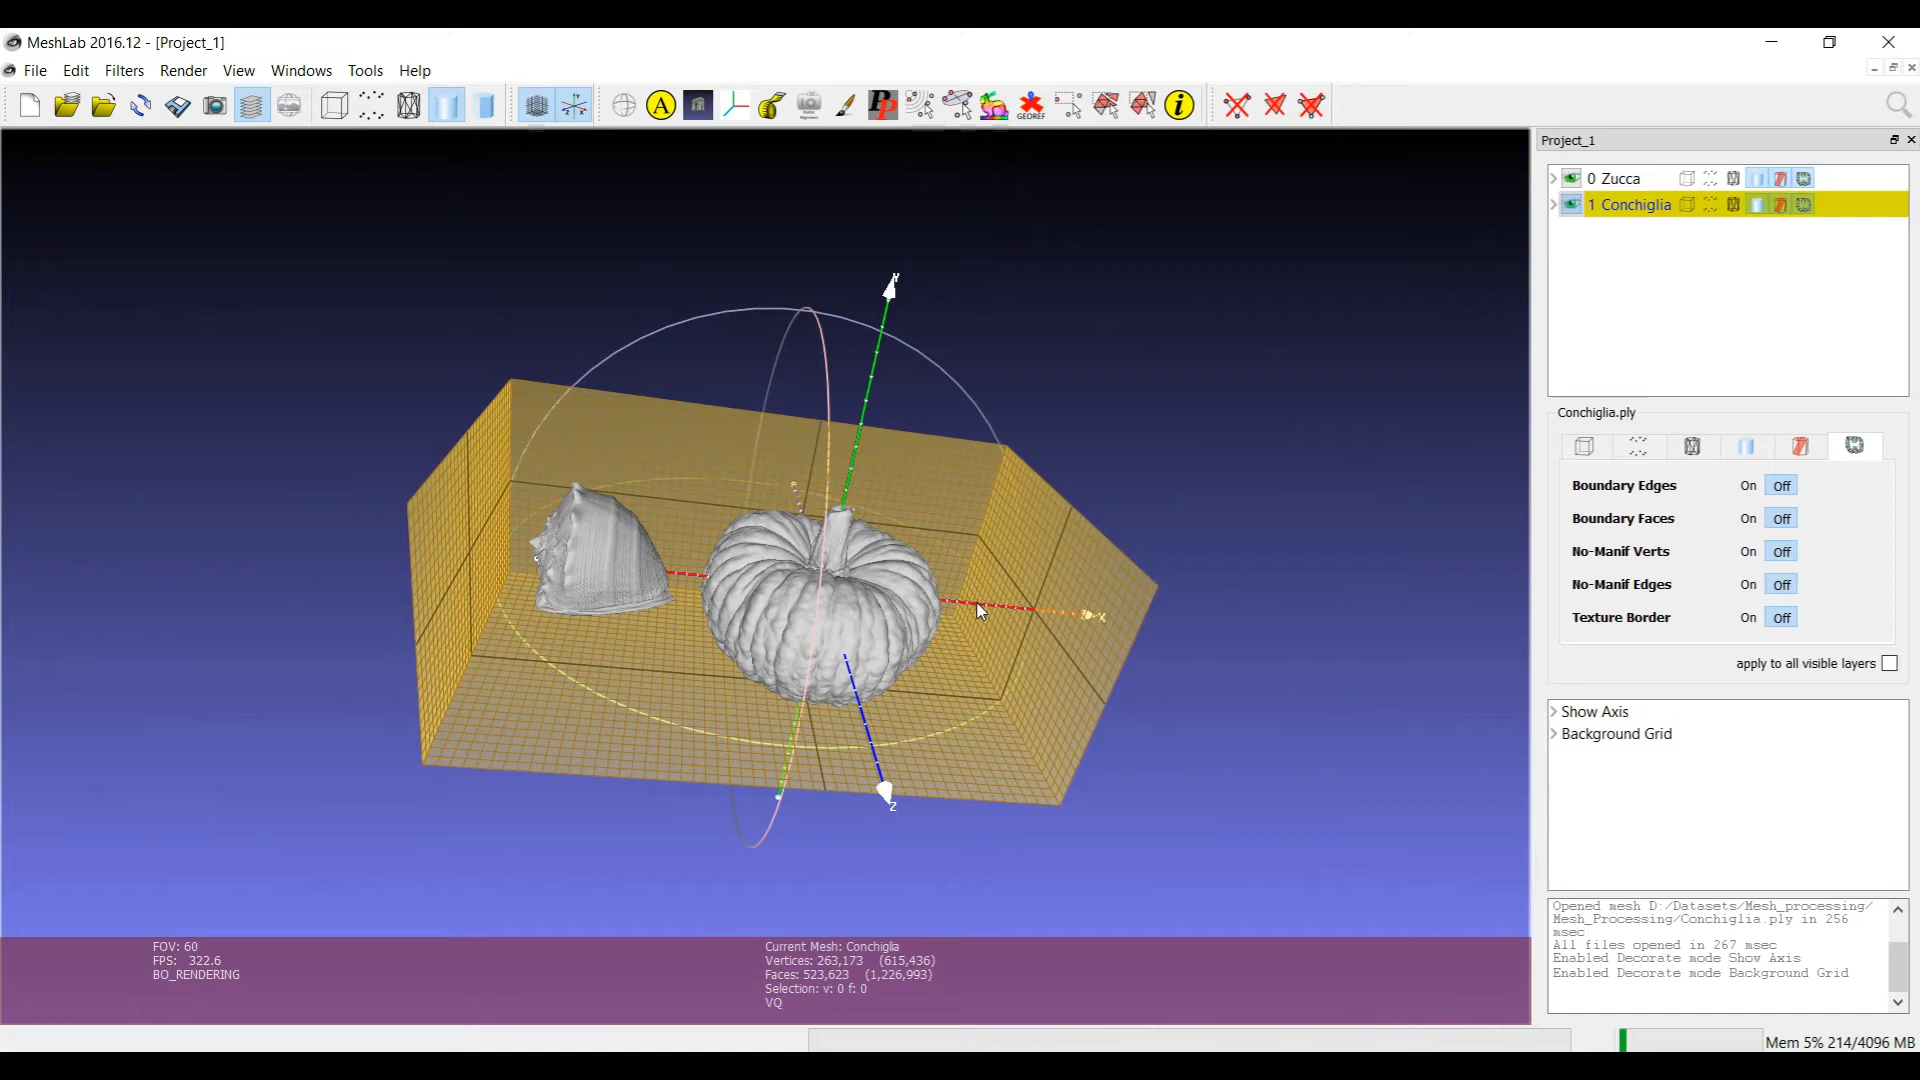 MeshLab 2016.12 - [Project_1]
File Edit Filters Render View Windows Tools Help
A PP GEOREF i
Project_1
0 Zucca
1 Conchiglia
Conchiglia.ply
Boundary Edges On Off
Boundary Faces On Off
No-Manif Verts On Off
No-Manif Edges On Off
Texture Border On Off
apply to all visible layers
Show Axis
Background Grid
Opened mesh D:/Datasets/Mesh_processing/
Mesh_Processing/Conchiglia.ply in 256
msec
All files opened in 267 msec
Enabled Decorate mode Show Axis
Enabled Decorate mode Background Grid
Y
X
Z
FOV: 60
FPS: 322.6
BO_RENDERING
Current Mesh: Conchiglia
Vertices: 263,173 (615,436)
Faces: 523,623 (1,226,993)
Selection: v: 0 f: 0
VQ
Mem 5% 214/4096 MB